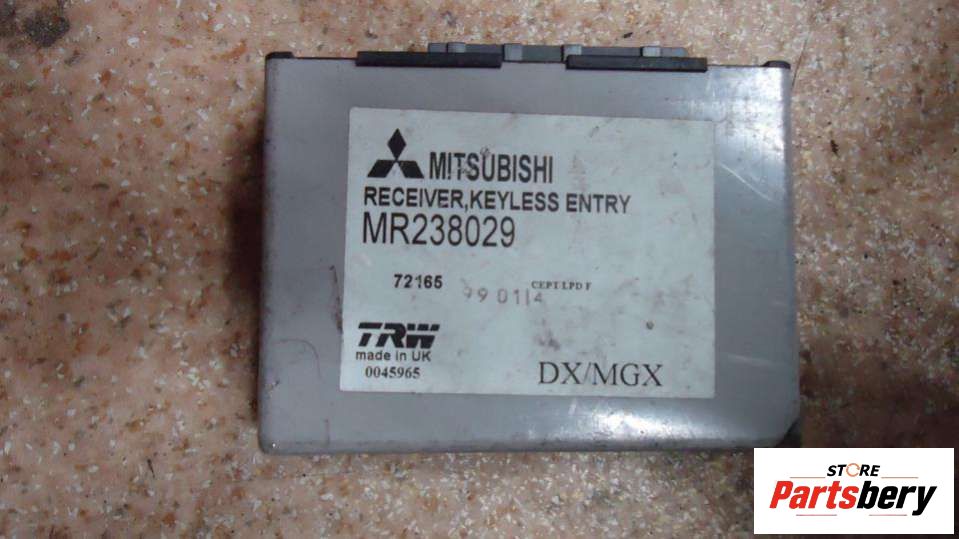 MITSUBISHI
RECEIVER,KEYLESS ENTRY
MR238029
72165
CEPT LPD F
99 01 14
TRW
made in UK
0045965
DX/MGX
STORE
Partsbery